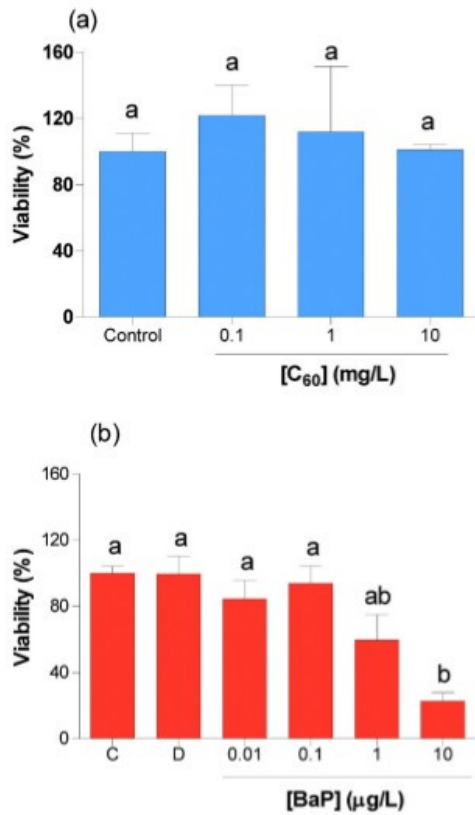 (a)
160
120
80
40
0
Viability (%)
a a a a
Control 0.1 1 10
[C₆₀] (mg/L)
(b)
160
120
80
40
0
Viability (%)
a a a a ab b
C D 0.01 0.1 1 10
[BaP] (μg/L)